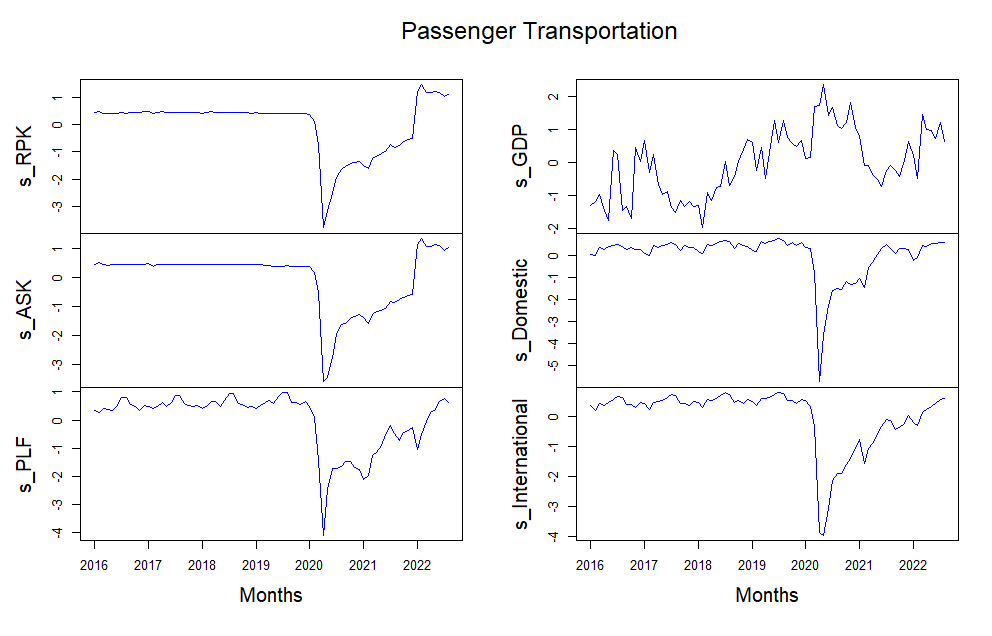 Passenger Transportation
s_RPK
1
0
-1
-2
-3
s_ASK
1
0
-1
-2
-3
s_PLF
1
0
-1
-2
-3
-4
2016 2017 2018 2019 2020 2021 2022
Months
s_GDP
2
1
0
-1
-2
s_Domestic
0
-1
-2
-3
-4
-5
s_International
0
-1
-2
-3
-4
2016 2017 2018 2019 2020 2021 2022
Months